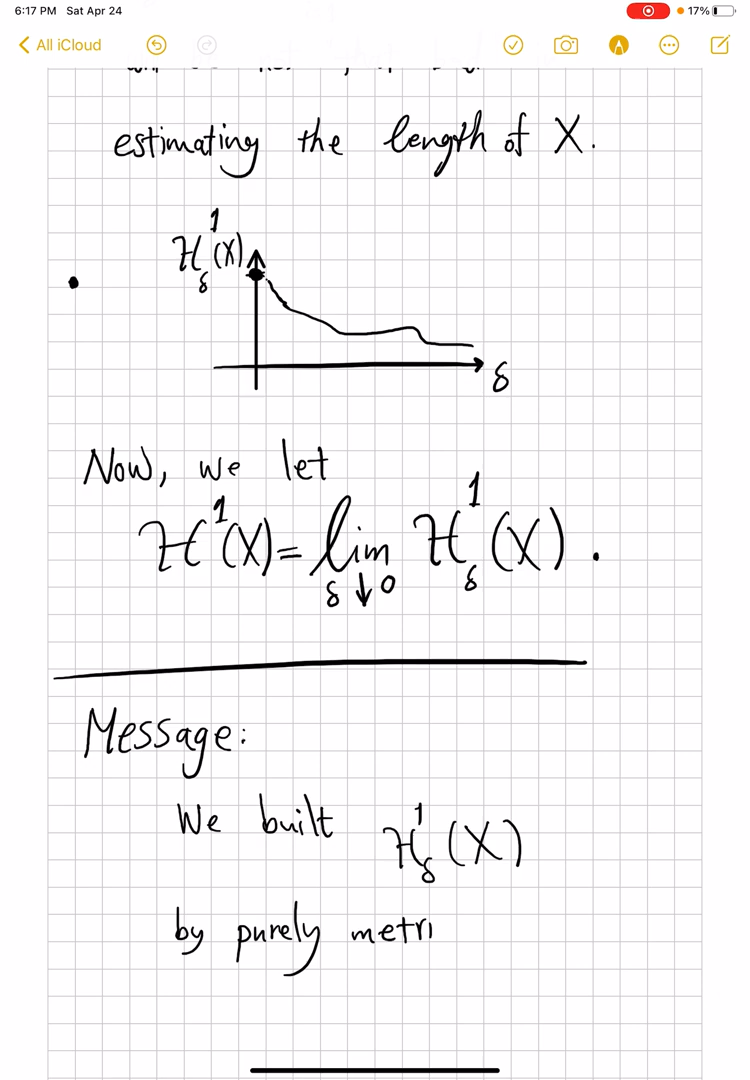 6:17 PM Sat Apr 24
17%
All iCloud
estimating the length of X.
ℋ¹_δ(X)
δ
Now, we let
ℋ¹(X) = lim_{δ↓0} ℋ¹_δ(X).
Message:
We built ℋ¹_δ(X)
by purely metri